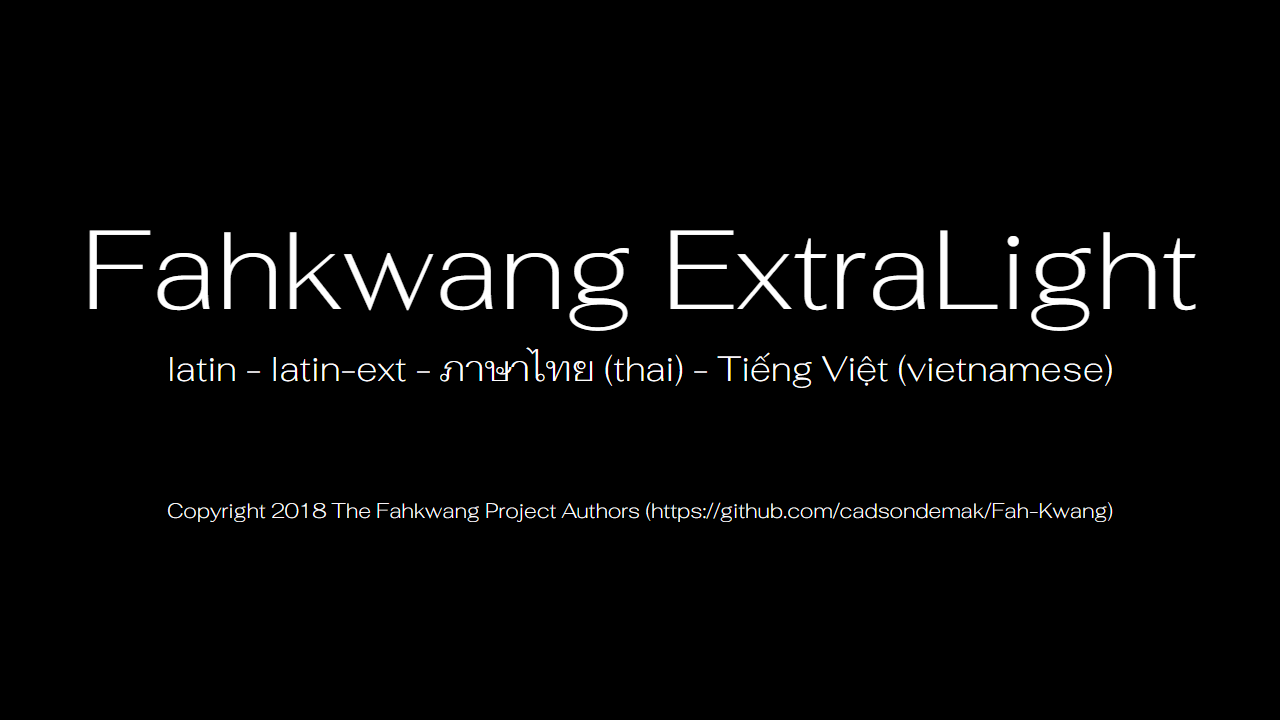 Fahkwang ExtraLight
latin - latin-ext - ภาษาไทย (thai) - Tiếng Việt (vietnamese)
Copyright 2018 The Fahkwang Project Authors (https://github.com/cadsondemak/Fah-Kwang)